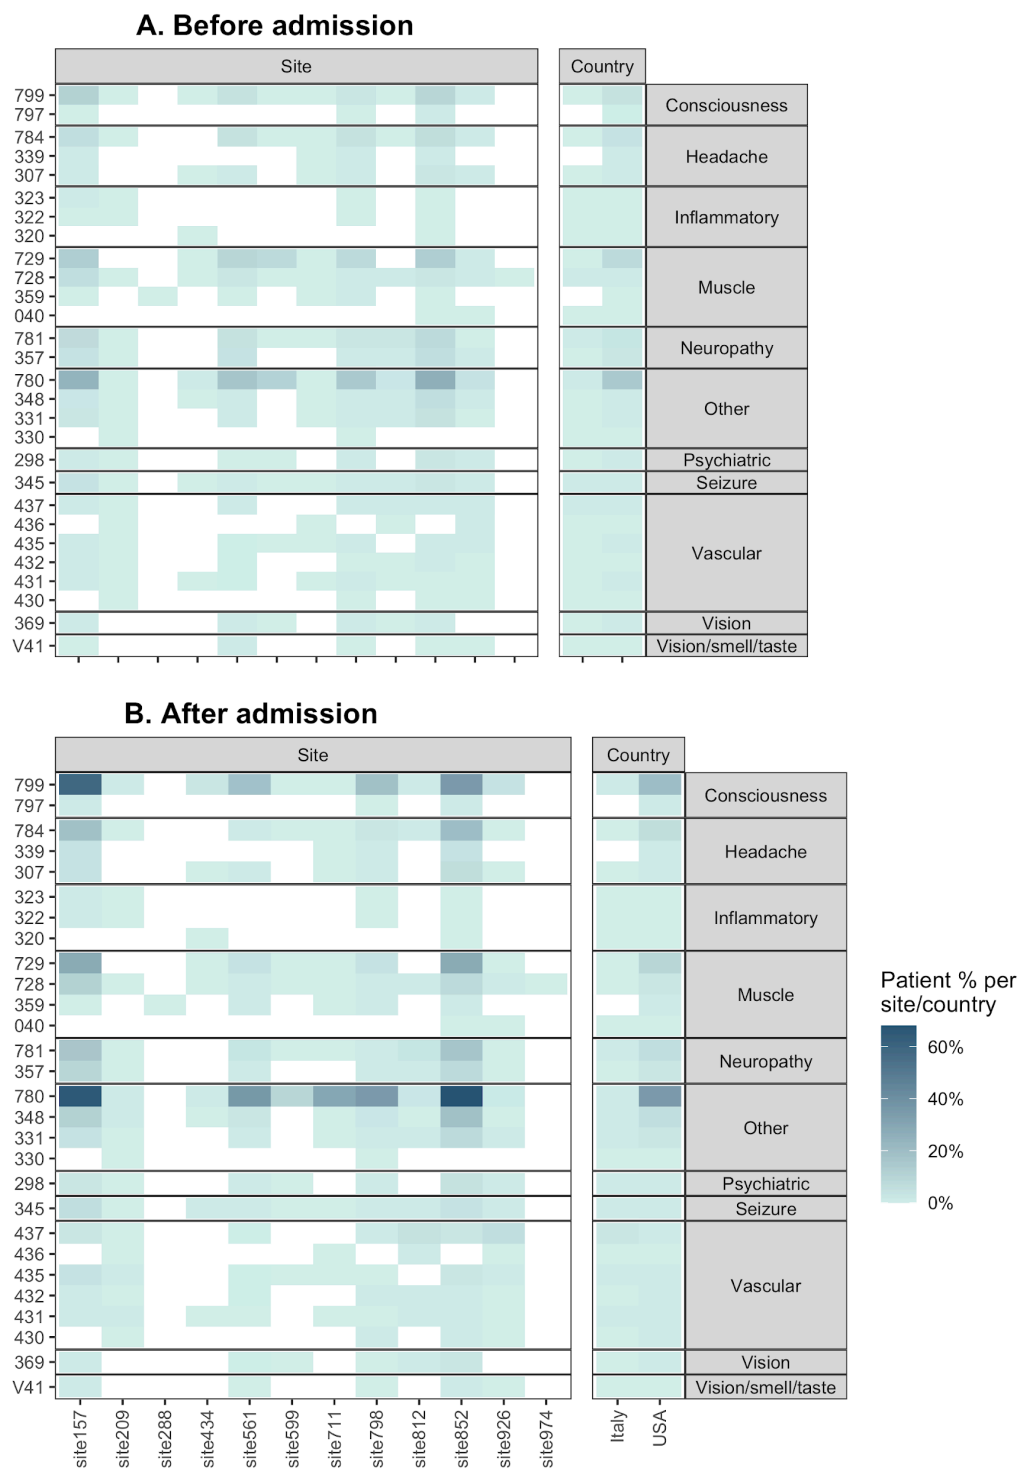 A. Before admission
Site
Country
799
797
Consciousness
784
339
307
Headache
323
322
320
Inflammatory
729
728
359
040
Muscle
781
357
Neuropathy
780
348
331
330
Other
298
Psychiatric
345
Seizure
437
436
435
432
431
430
Vascular
369
Vision
V41
Vision/smell/taste
B. After admission
Site
Country
799
797
Consciousness
784
339
307
Headache
323
322
320
Inflammatory
729
728
359
040
Muscle
781
357
Neuropathy
780
348
331
330
Other
298
Psychiatric
345
Seizure
437
436
435
432
431
430
Vascular
369
Vision
V41
Vision/smell/taste
site157
site209
site288
site434
site561
site599
site711
site798
site812
site852
site926
site974
Italy
USA
Patient % per
site/country
60%
40%
20%
0%